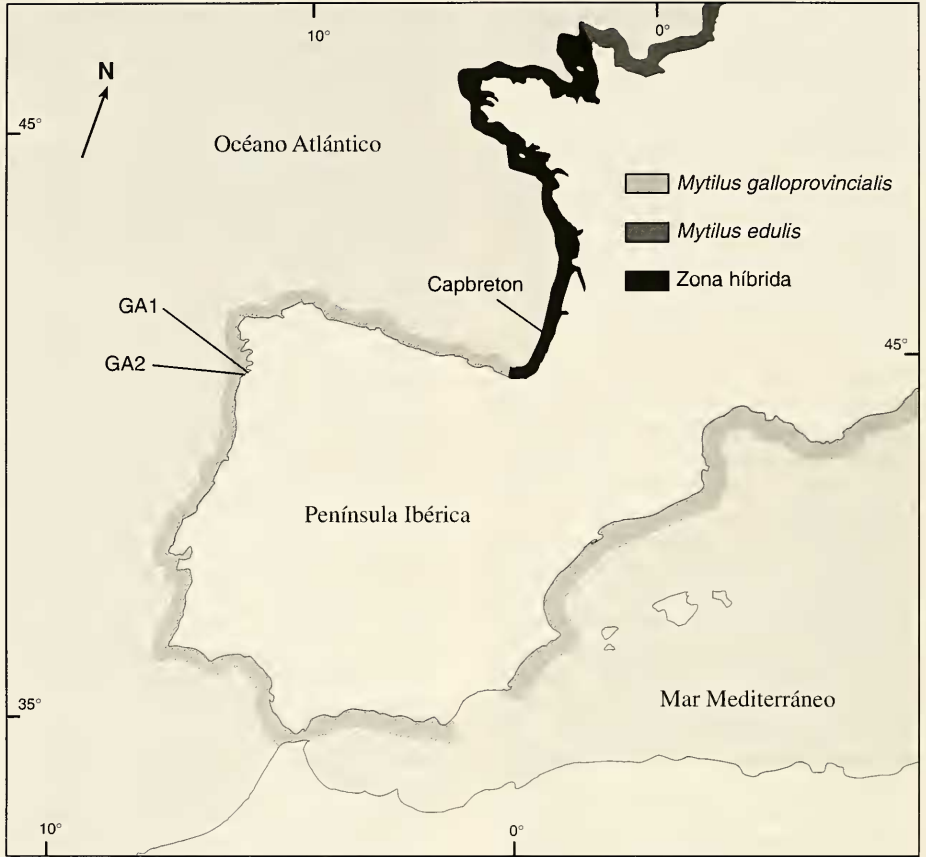 10°
0°
N
45°
Océano Atlántico
Mytilus galloprovincialis
Mytilus edulis
Zona híbrida
Capbreton
GA1
GA2
45°
Península Ibérica
Mar Mediterráneo
35°
10°
0°